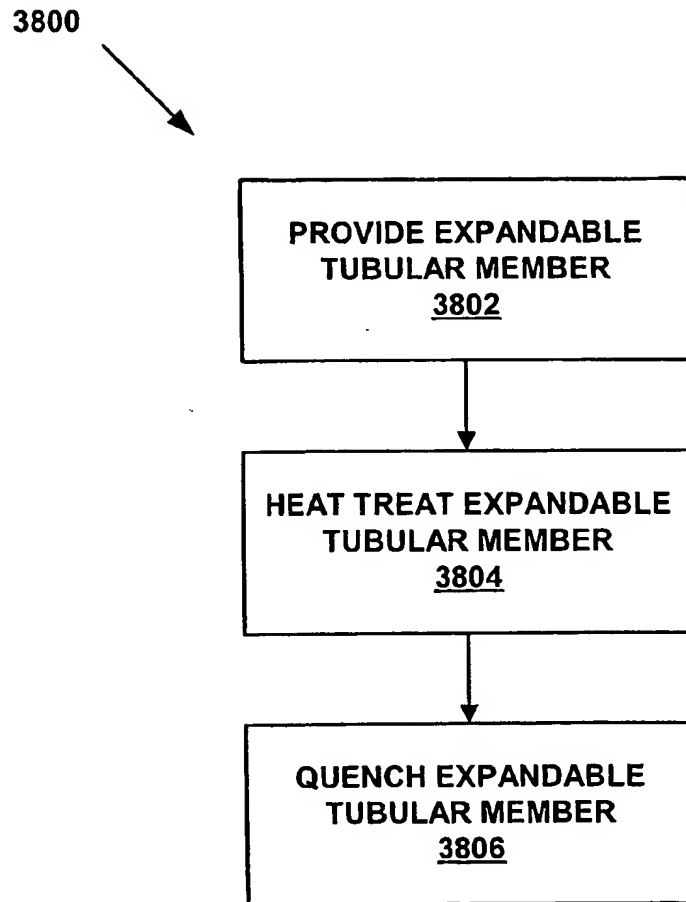 3800
PROVIDE EXPANDABLE
TUBULAR MEMBER
3802
HEAT TREAT EXPANDABLE
TUBULAR MEMBER
3804
QUENCH EXPANDABLE
TUBULAR MEMBER
3806